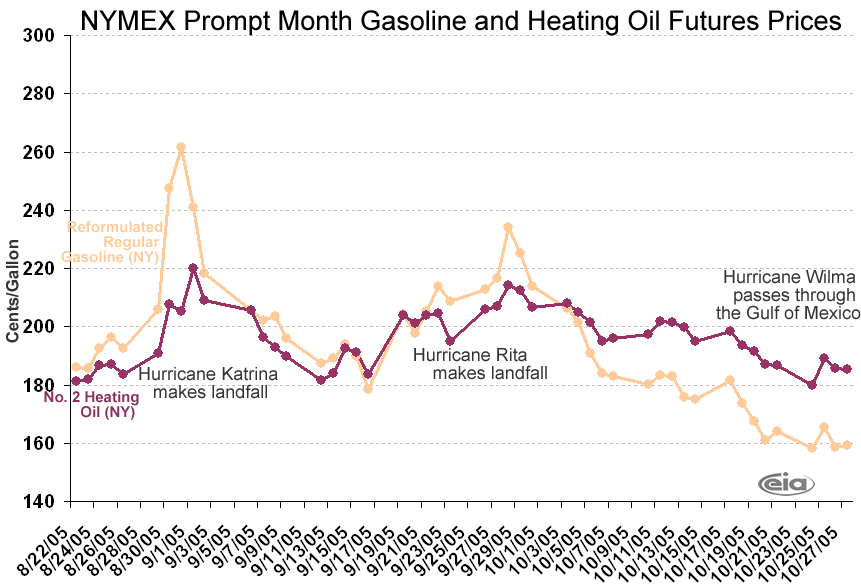 NYMEX Prompt Month Gasoline and Heating Oil Futures Prices
300
280
260
240
220
200
180
160
140
Cents/Gallon
Reformulated
Regular
Gasoline (NY)
No. 2 Heating
Oil (NY)
Hurricane Katrina
makes landfall
Hurricane Rita
makes landfall
Hurricane Wilma
passes through
the Gulf of Mexico
eia
8/22/05
8/24/05
8/26/05
8/28/05
8/30/05
9/1/05
9/3/05
9/5/05
9/7/05
9/9/05
9/11/05
9/13/05
9/15/05
9/17/05
9/19/05
9/21/05
9/23/05
9/25/05
9/27/05
9/29/05
10/1/05
10/3/05
10/5/05
10/7/05
10/9/05
10/11/05
10/13/05
10/15/05
10/17/05
10/19/05
10/21/05
10/23/05
10/25/05
10/27/05